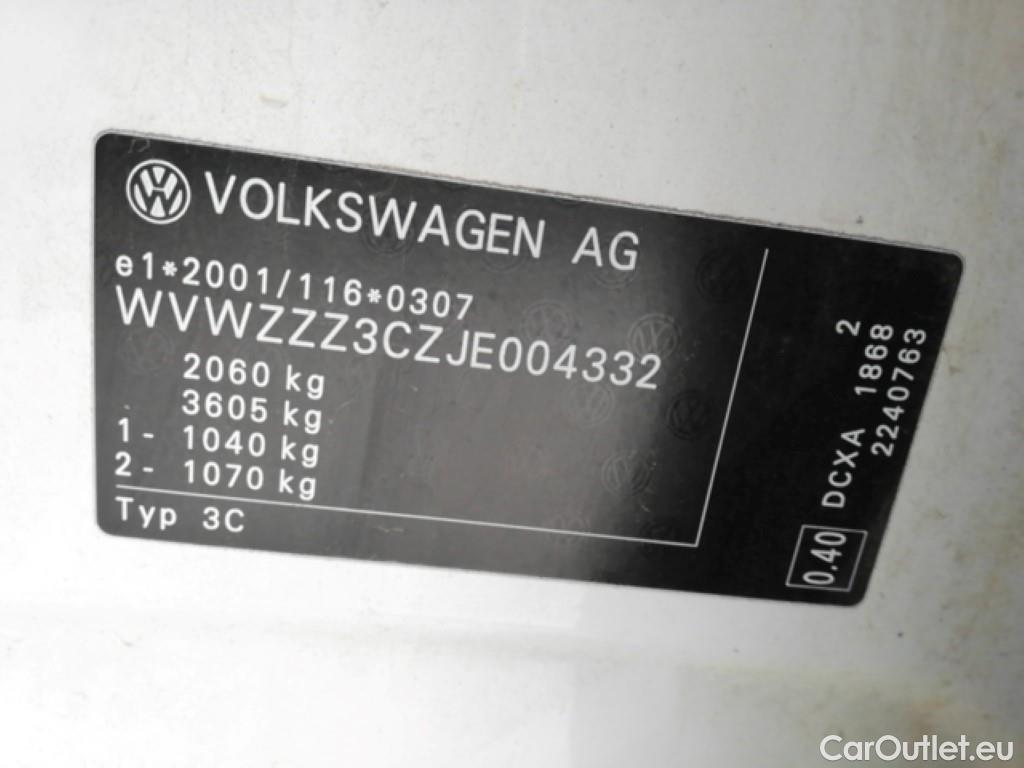 VOLKSWAGEN AG
e1*2001/116*0307
WVWZZZ3CZJE004332
2060 kg
3605 kg
1- 1040 kg
2- 1070 kg
Typ 3C
2
DCXA 1868
2240763
0.40
CarOutlet.eu